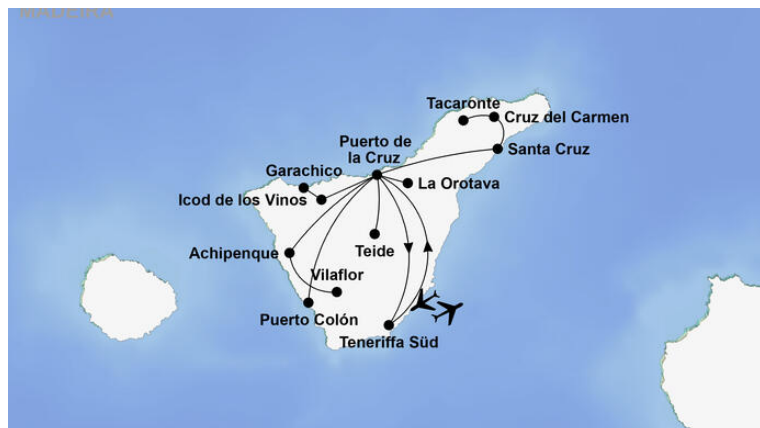 MADEIRA
Tacaronte
Cruz del Carmen
Puerto de
la Cruz
Santa Cruz
Garachico
La Orotava
Icod de los Vinos
Achipenque
Teide
Vilaflor
Puerto Colón
Teneriffa Süd